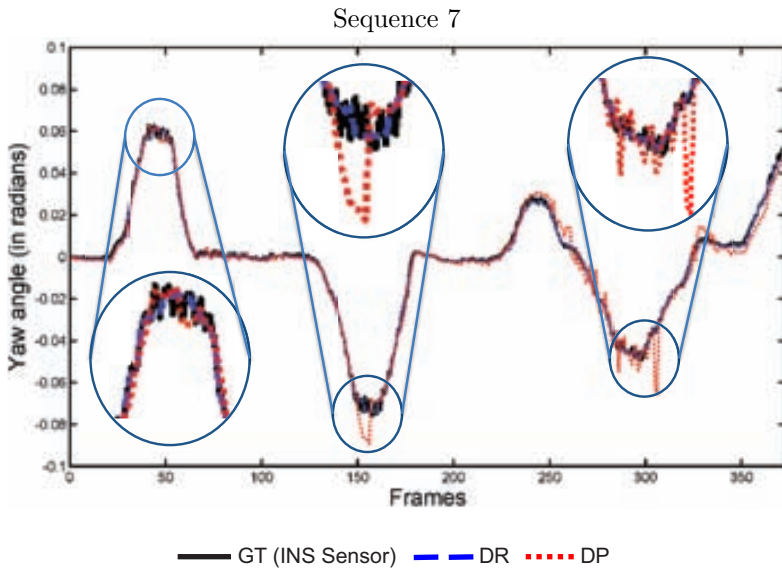 Sequence 7
0.1
0.08
0.06
0.04
0.02
0
-0.02
-0.04
-0.06
-0.08
-0.1
Yaw angle (in radians)
0 50 100 150 200 250 300 350
Frames
GT (INS Sensor) DR DP